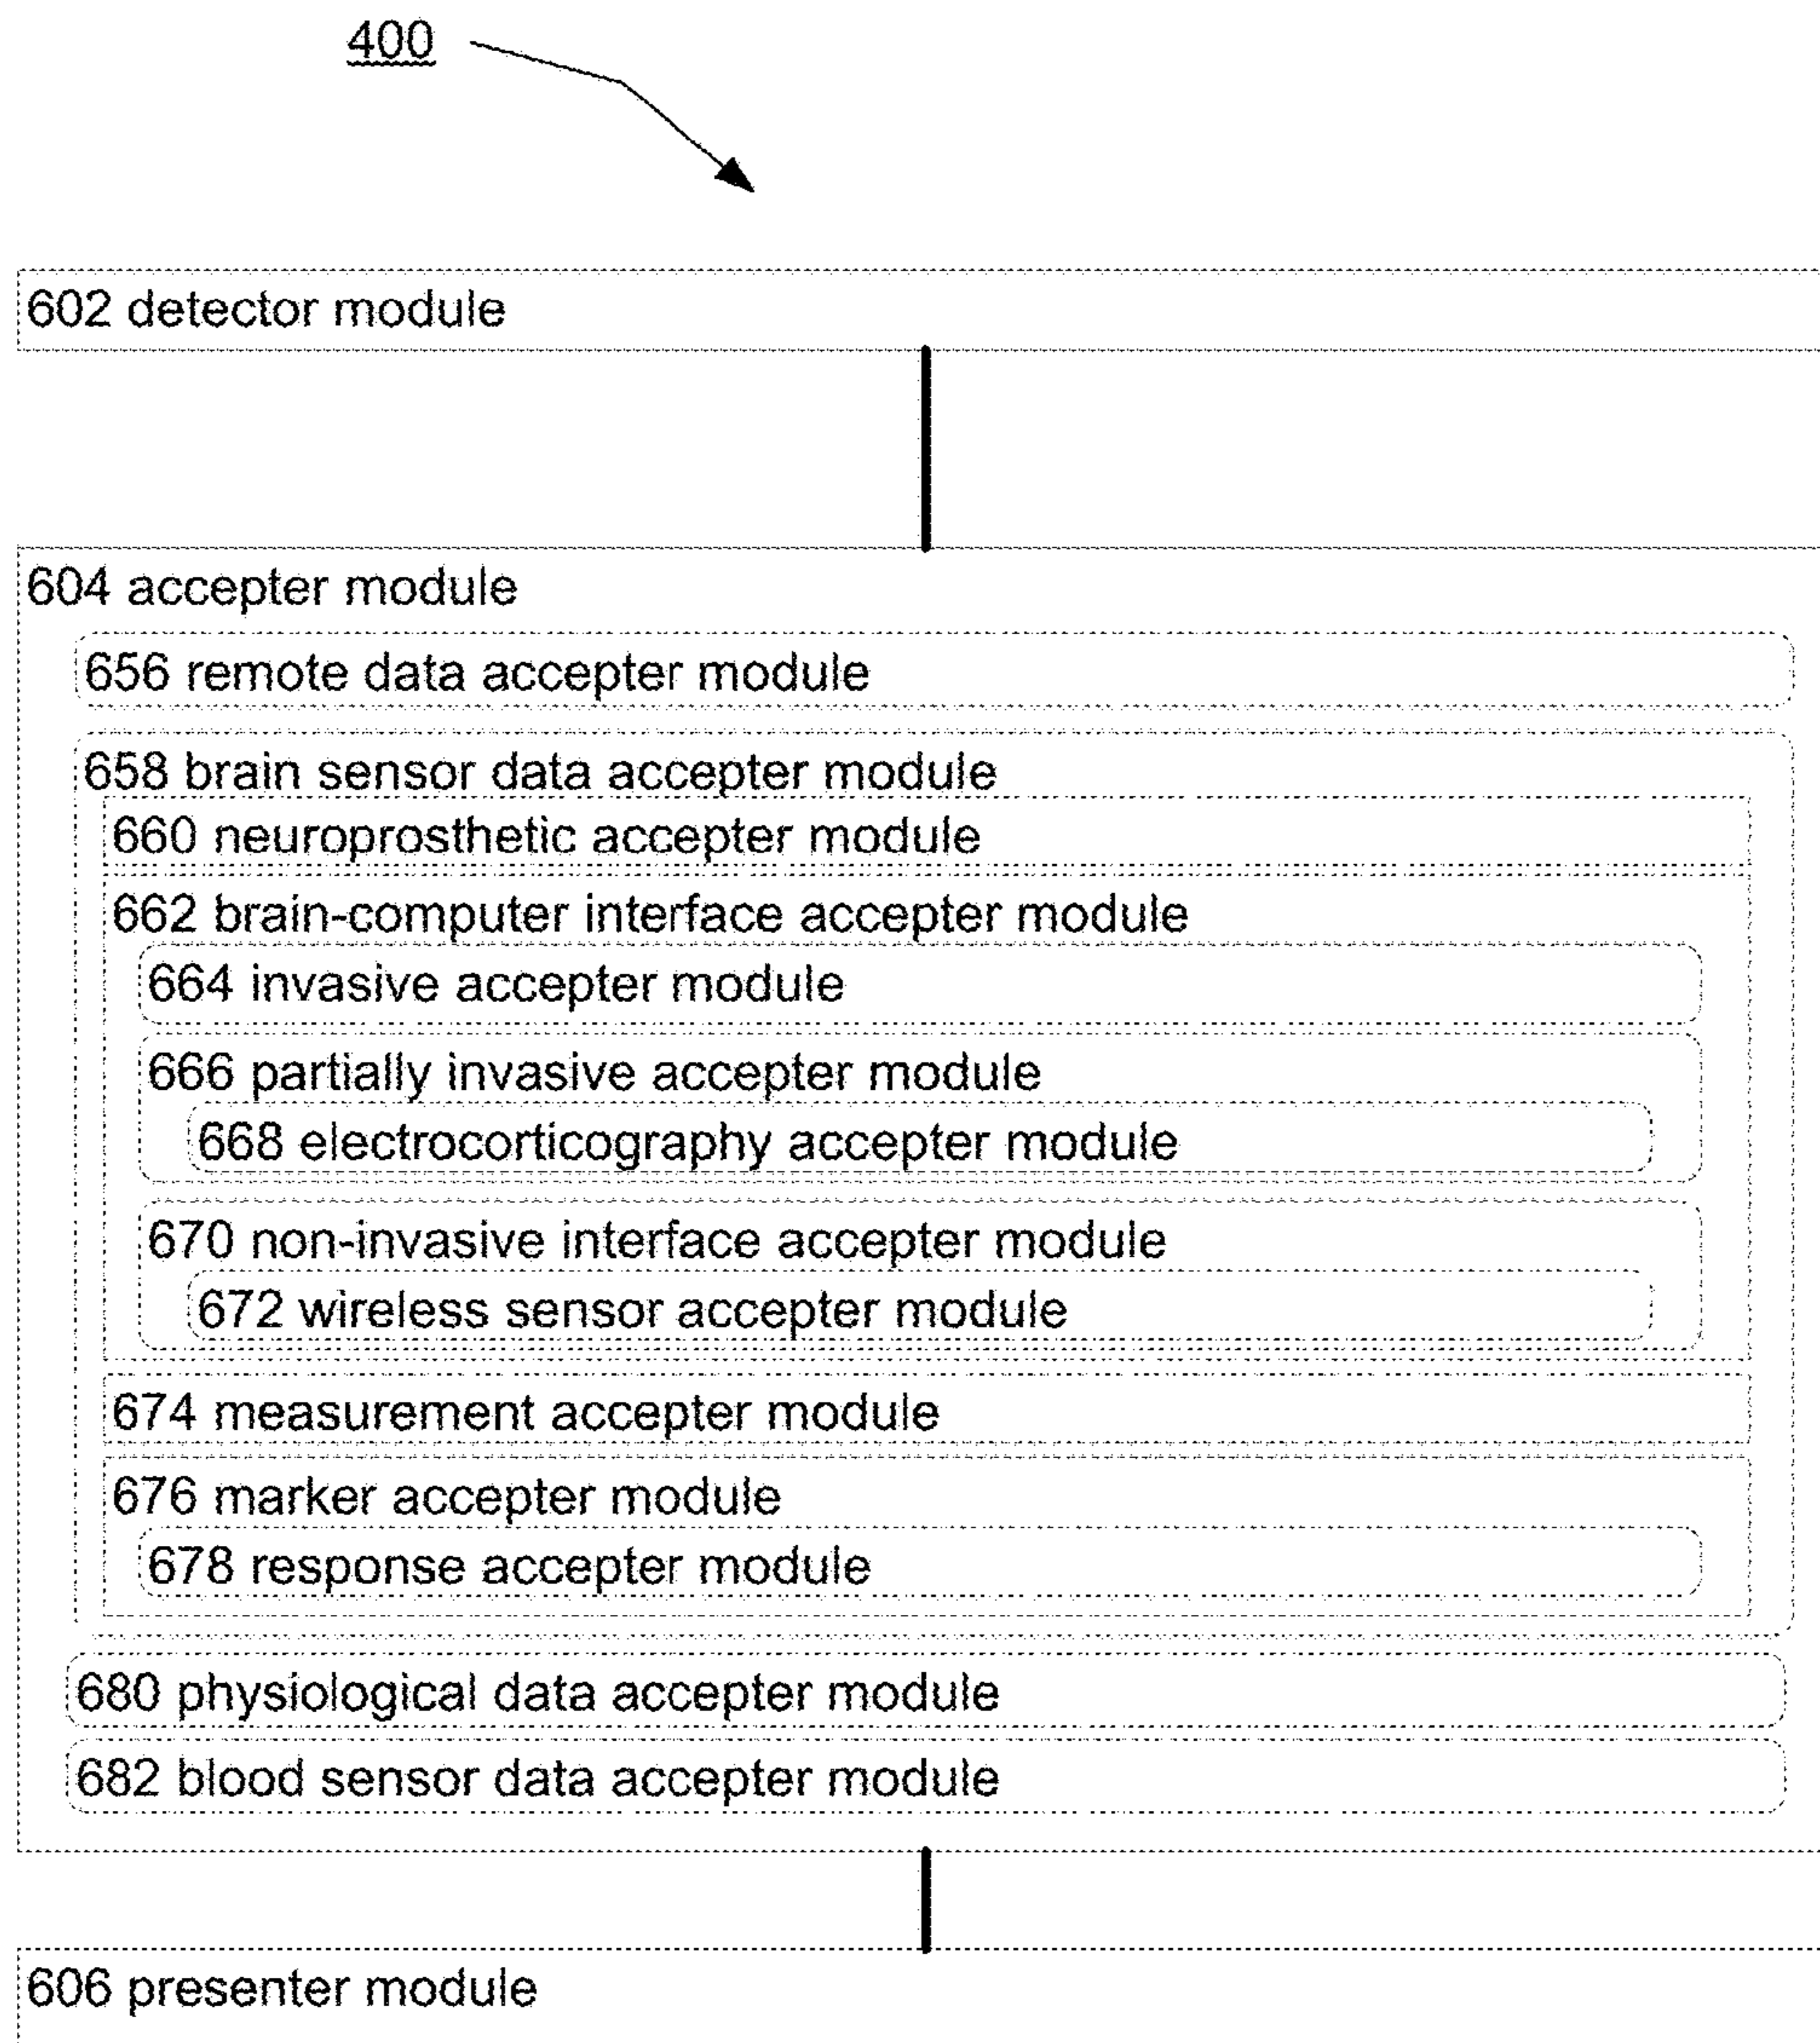 400
602 detector module
604 accepter module
656 remote data accepter module
658 brain sensor data accepter module
660 neuroprosthetic accepter module
662 brain-computer interface accepter module
664 invasive accepter module
666 partially invasive accepter module
668 electrocorticography accepter module
670 non-invasive interface accepter module
672 wireless sensor accepter module
674 measurement accepter module
676 marker accepter module
678 response accepter module
680 physiological data accepter module
682 blood sensor data accepter module
606 presenter module